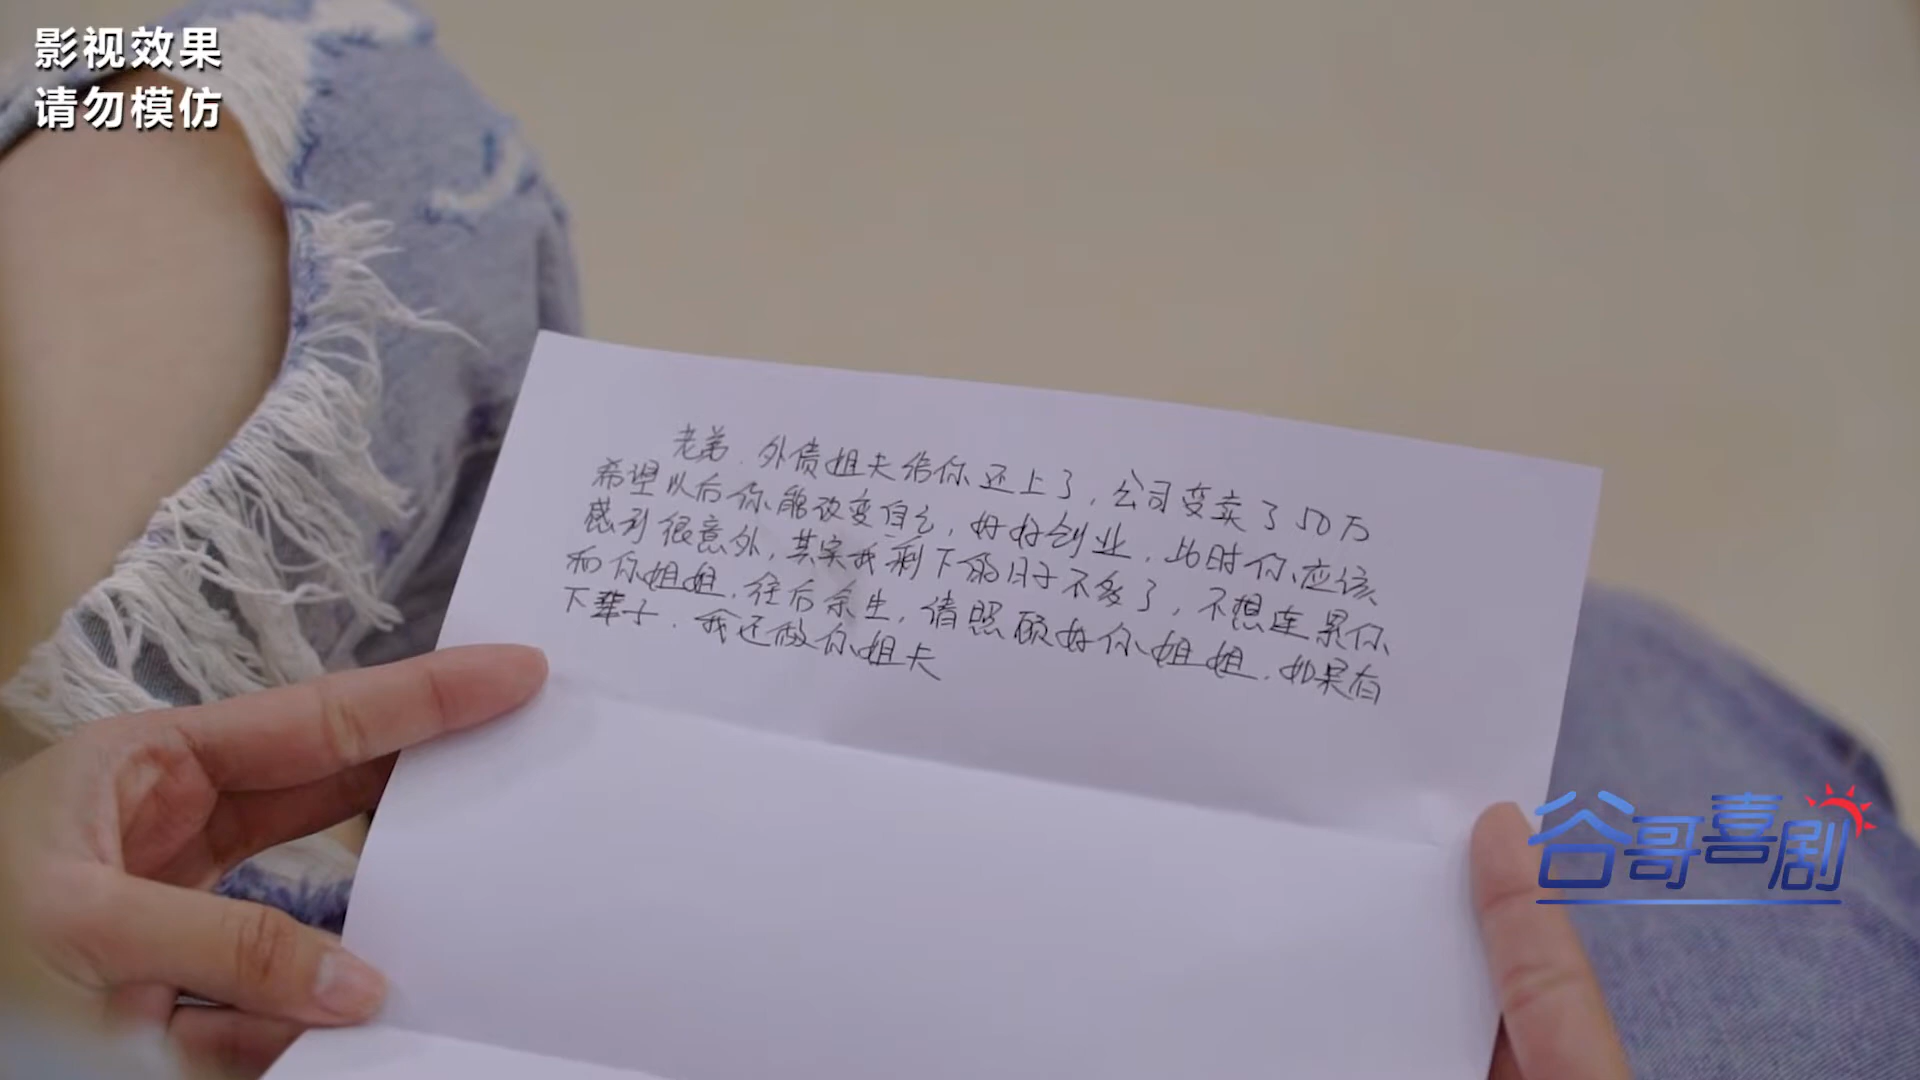 影视效果
请勿模仿
老弟，外债姐夫给你还上了，公司变卖了50万
希望以后你能改变自己，好好创业，此时你应该
感到很意外，其实我剩下的日子不多了，不想连累你
和你姐姐，往后余生，请照顾好你姐姐，如果有
下辈子，我还做你姐夫
谷哥喜剧